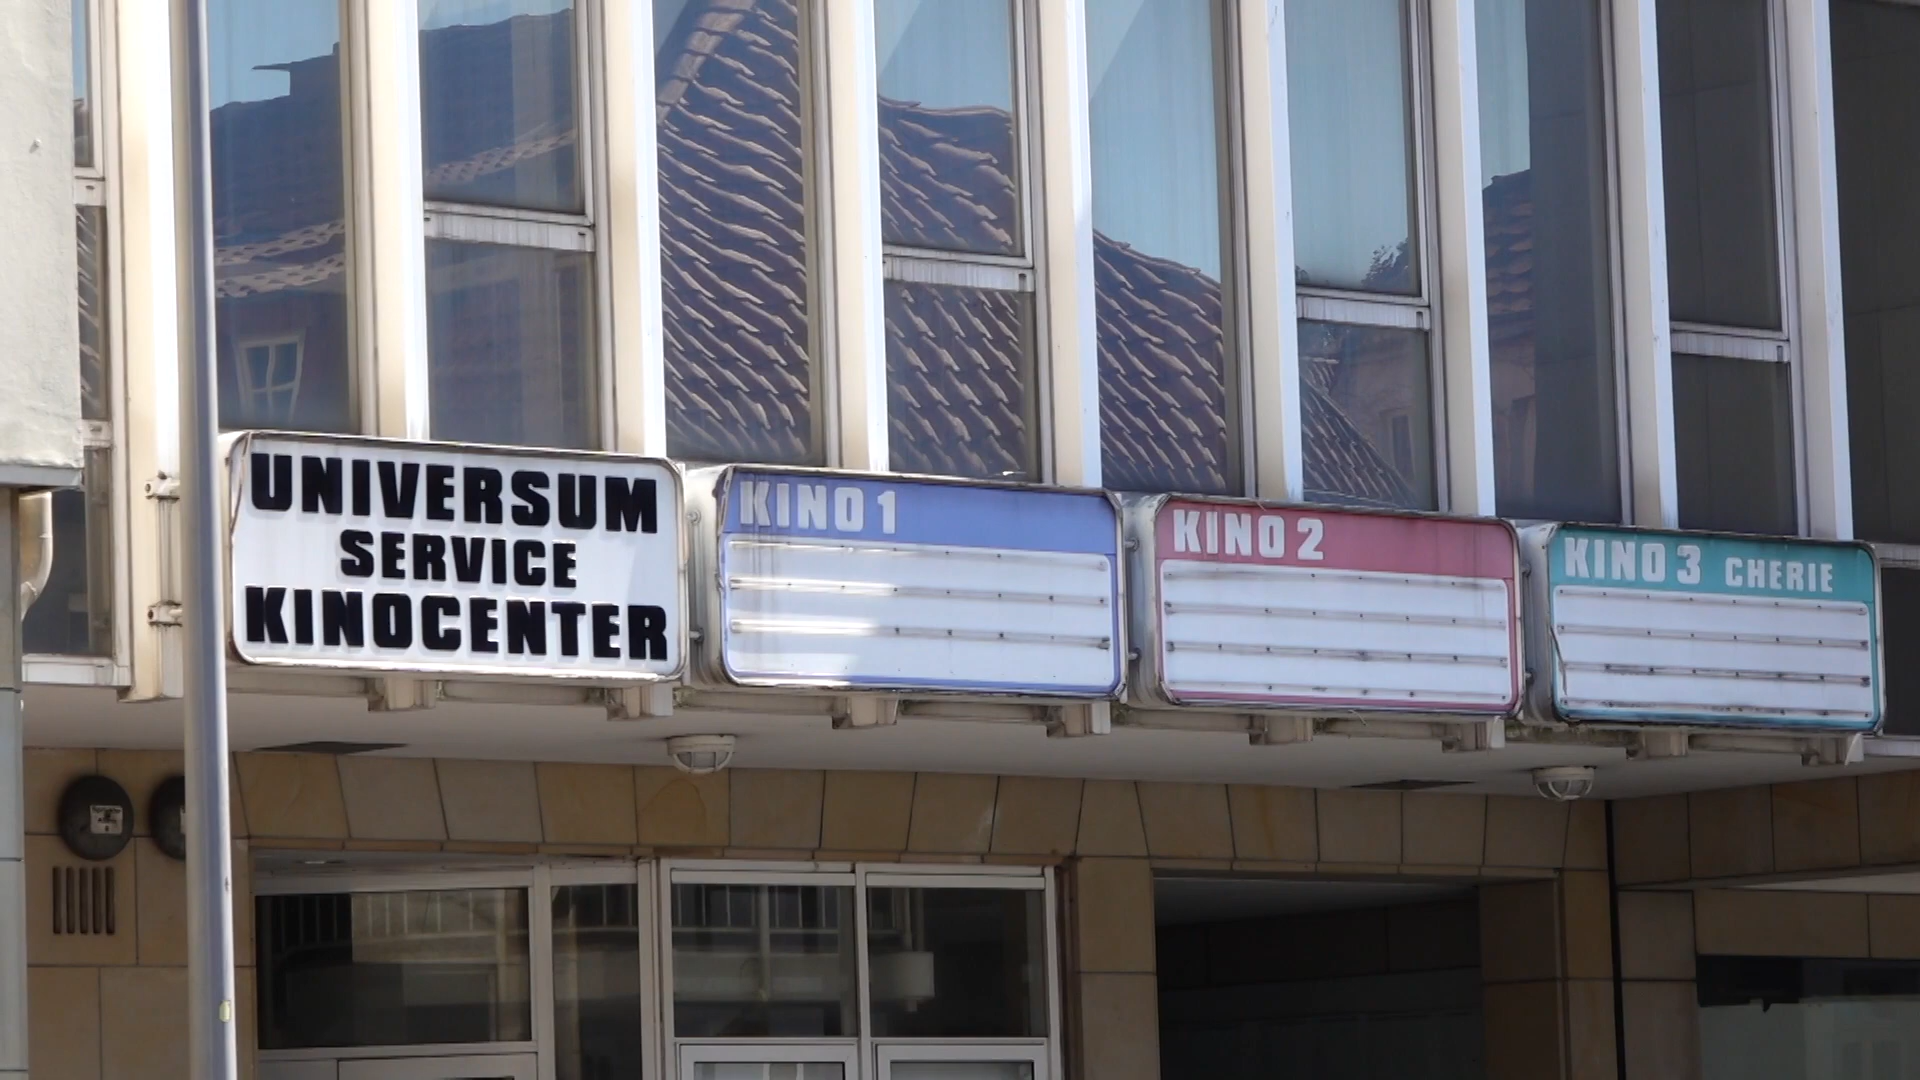 UNIVERSUM
SERVICE
KINOCENTER
KINO 1
KINO 2
KINO 3 CHERIE